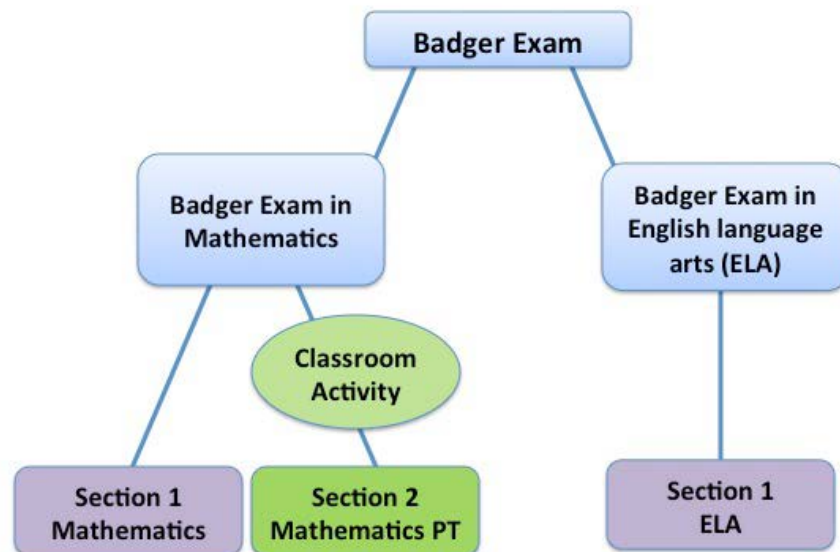 Badger Exam
Badger Exam in
Mathematics
Badger Exam in
English language
arts (ELA)
Classroom
Activity
Section 1
Mathematics
Section 2
Mathematics PT
Section 1
ELA